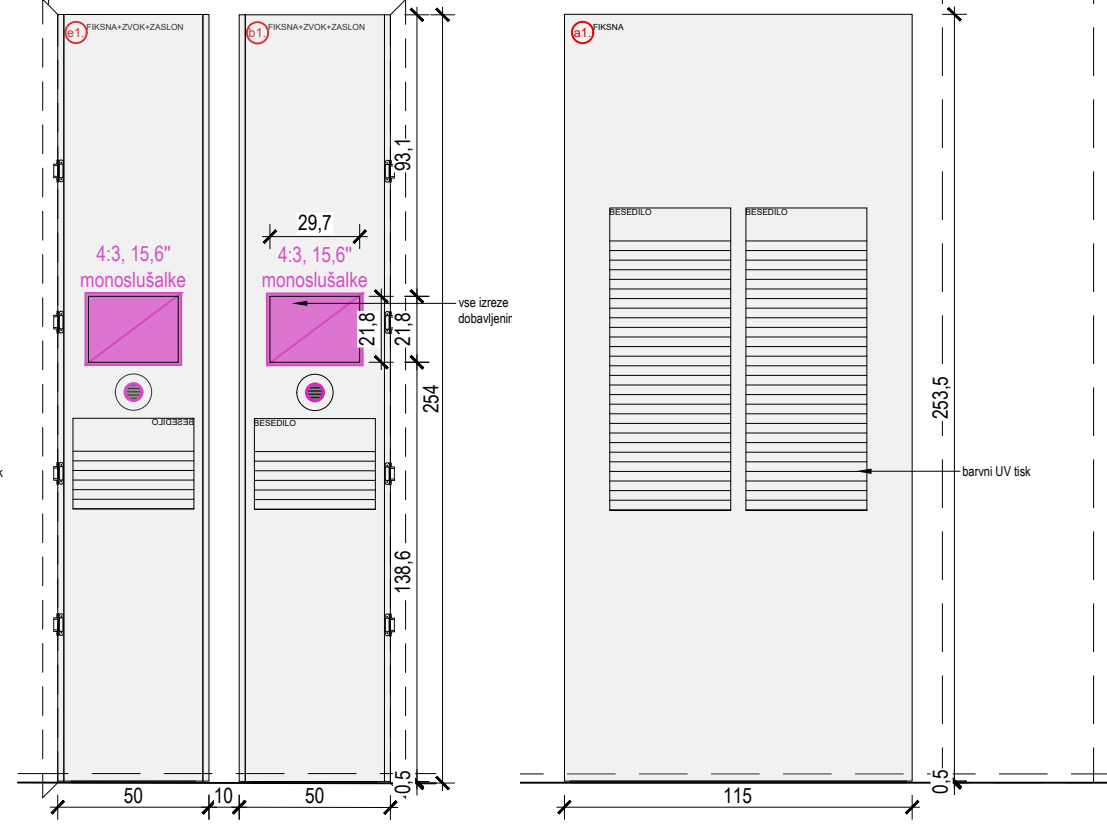 e1. FIKSNA+ZVOK+ZASLON
b1. FIKSNA+ZVOK+ZASLON
a1. FIKSNA
93,1
29,7
4:3, 15,6"
monoslušalke
4:3, 15,6"
monoslušalke
BESEDILO
BESEDILO
vse izreze
dobavljenir
21,8
21,8
254
253,5
BESEDILO
BESEDILO
k
barvni UV tisk
138,6
0,5
0,5
50
10
50
115